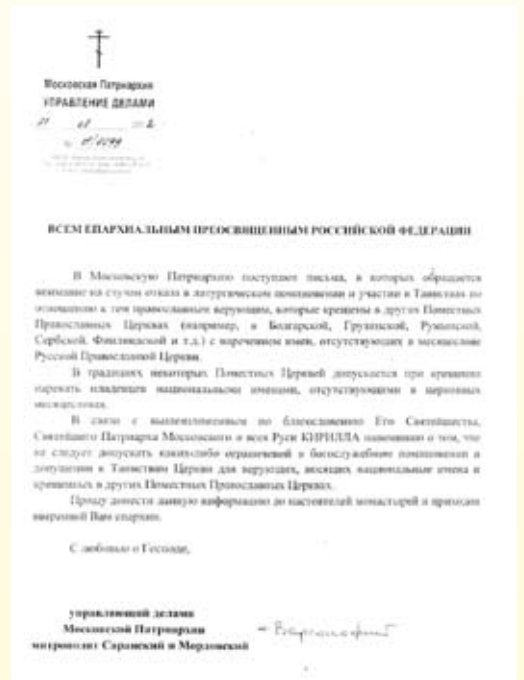 Московская Патриархия
УПРАВЛЕНИЕ ДЕЛАМИ
ВСЕМ ЕПАРХИАЛЬНЫМ ПРЕОСВЯЩЕННЫМ РОССИЙСКОЙ ФЕДЕРАЦИИ
В Московскую Патриархию поступают письма, в которых обращается
внимание на случаи отказа в литургическом поминовении и участии в Таинствах по
отношению к тем православным верующим, которые крещены в других Поместных
Православных Церквах (например, в Болгарской, Грузинской, Румынской,
Сербской, Финляндской и т.д.) с наречением имен, отсутствующих в месяцеслове
Русской Православной Церкви.
В традициях некоторых Поместных Церквей допускается при крещении
нарекать младенцев национальными именами, отсутствующими в церковных
месяцесловах.
В связи с вышеизложенным по благословению Его Святейшества,
Святейшего Патриарха Московского и всея Руси КИРИЛЛА напоминаю о том, что
не следует допускать каких-либо ограничений в богослужебном поминовении и
допущении к Таинствам Церкви для верующих, носящих национальные имена и
крещенных в других Поместных Православных Церквах.
Прошу донести данную информацию до настоятелей монастырей и приходов
вверенной Вам епархии.
С любовью о Господе,
управляющий делами
Московской Патриархии
митрополит Саранский и Мордовский